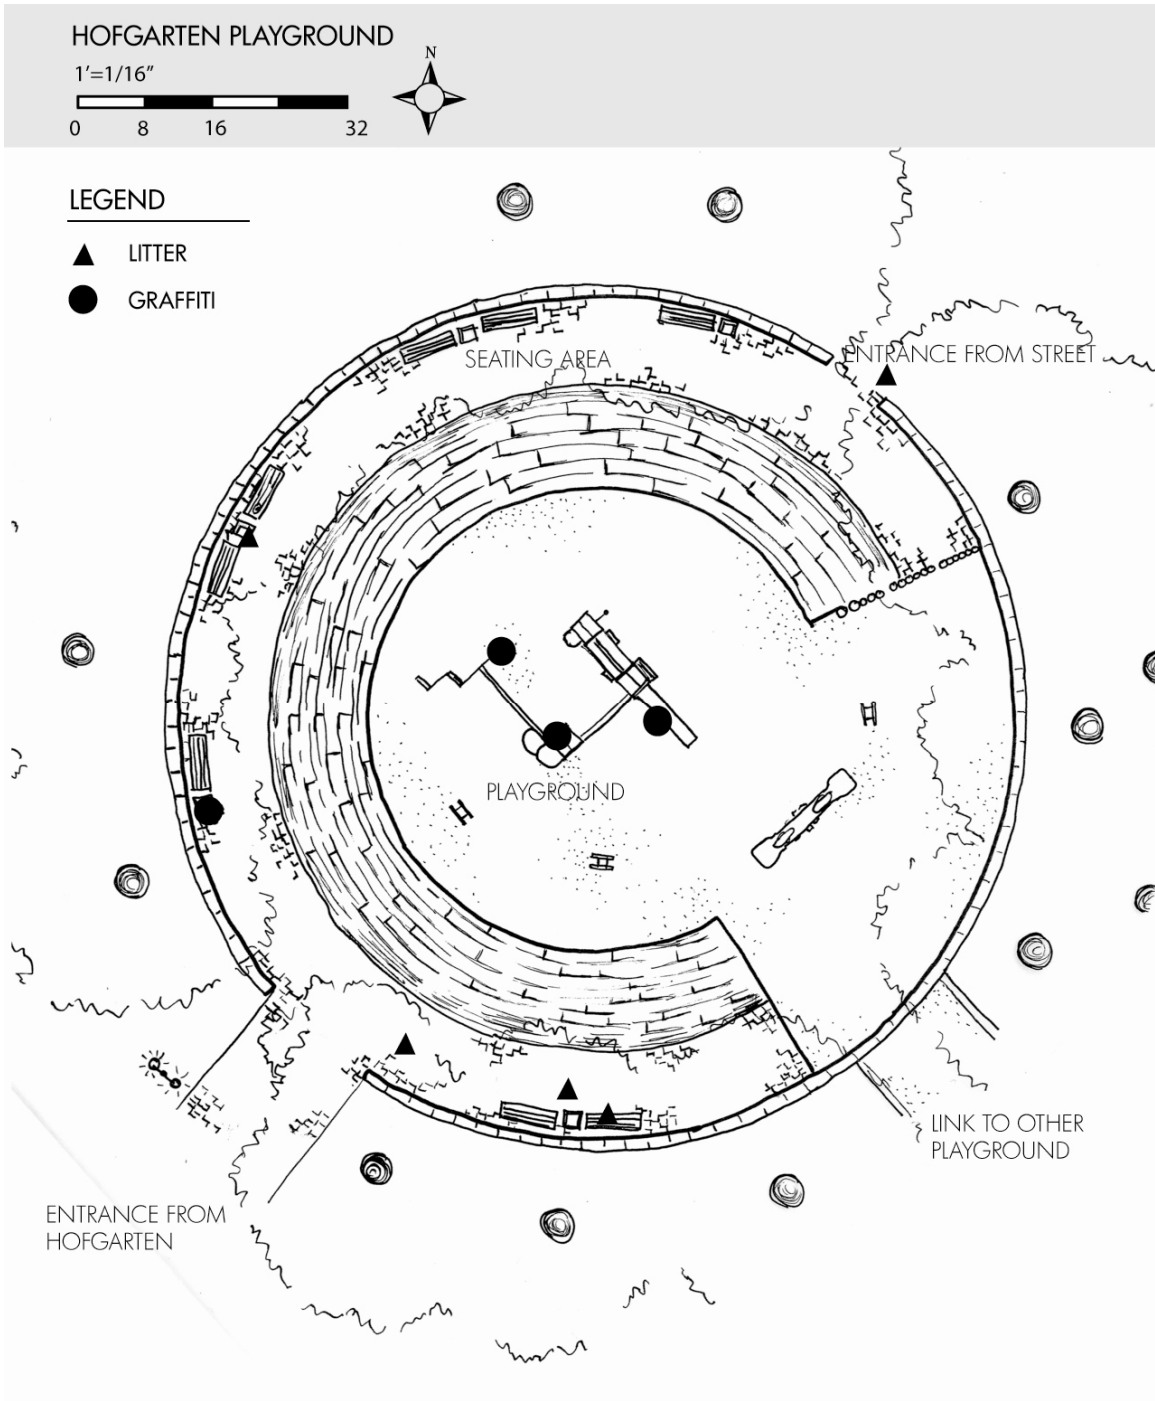 HOFGARTEN PLAYGROUND
1'=1/16"
N
0 8 16 32
LEGEND
LITTER
GRAFFITI
SEATING AREA
ENTRANCE FROM STREET
PLAYGROUND
LINK TO OTHER
PLAYGROUND
ENTRANCE FROM
HOFGARTEN